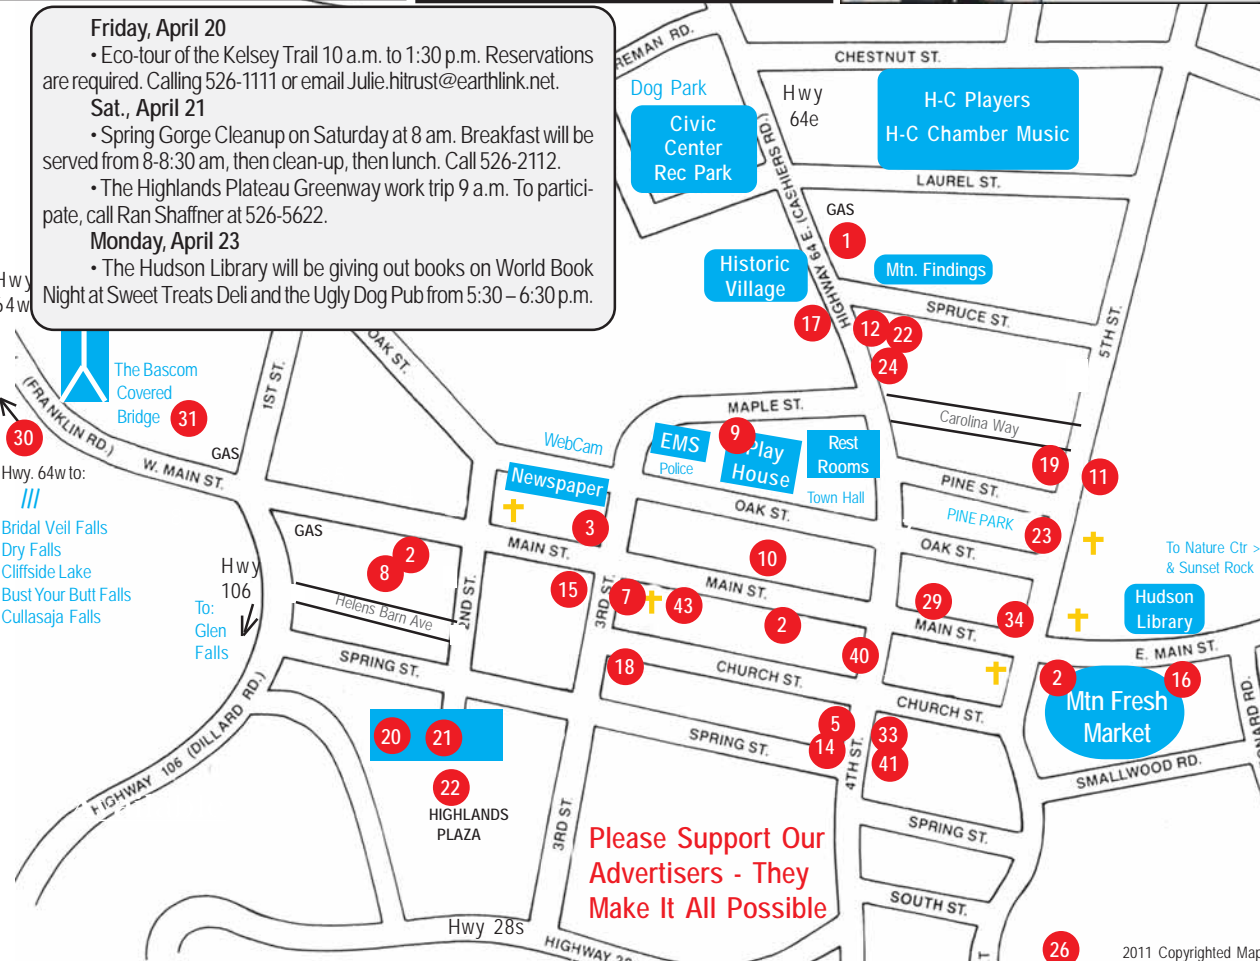 Friday, April 20
• Eco-tour of the Kelsey Trail 10 a.m. to 1:30 p.m. Reservations
are required. Calling 526-1111 or email Julie.hitrust@earthlink.net.
Sat., April 21
• Spring Gorge Cleanup on Saturday at 8 am. Breakfast will be
served from 8-8:30 am, then clean-up, then lunch. Call 526-2112.
• The Highlands Plateau Greenway work trip 9 a.m. To partici-
pate, call Ran Shaffner at 526-5622.
Monday, April 23
• The Hudson Library will be giving out books on World Book
Night at Sweet Treats Deli and the Ugly Dog Pub from 5:30 – 6:30 p.m.
REMAN RD.
CHESTNUT ST.
Dog Park
Civic
Center
Rec Park
Hwy
64e
H-C Players
H-C Chamber Music
LAUREL ST.
HIGHWAY 64 E. (CASHIERS RD.)
GAS
1
Historic
Village
Mtn. Findings
SPRUCE ST.
5TH ST.
17
12
22
24
Hwy
64w
The Bascom
Covered
Bridge
31
30
(FRANKLIN RD.)
1ST ST.
OAK ST.
MAPLE ST.
Carolina Way
WebCam
EMS
Police
9
Play
House
Rest
Rooms
Town Hall
GAS
W. MAIN ST.
Hwy. 64w to:
Bridal Veil Falls
Dry Falls
Cliffside Lake
Bust Your Butt Falls
Cullasaja Falls
Newspaper
3
19
11
PINE ST.
OAK ST.
PINE PARK
23
OAK ST.
GAS
2
8
MAIN ST.
10
To Nature Ctr >
& Sunset Rock
Hwy
106
To:
Glen
Falls
Helens Barn Ave
2ND ST.
15
3RD ST.
7
43
MAIN ST.
2
29
34
MAIN ST.
Hudson
Library
E. MAIN ST.
SPRING ST.
18
CHURCH ST.
40
2
16
Mtn Fresh
Market
CHURCH ST.
HIGHWAY 106 (DILLARD RD.)
20
21
22
HIGHLANDS
PLAZA
SPRING ST.
5
14
4TH ST.
33
41
SMALLWOOD RD.
3RD ST.
Please Support Our
Advertisers - They
Make It All Possible
SPRING ST.
SOUTH ST.
Hwy 28s
26